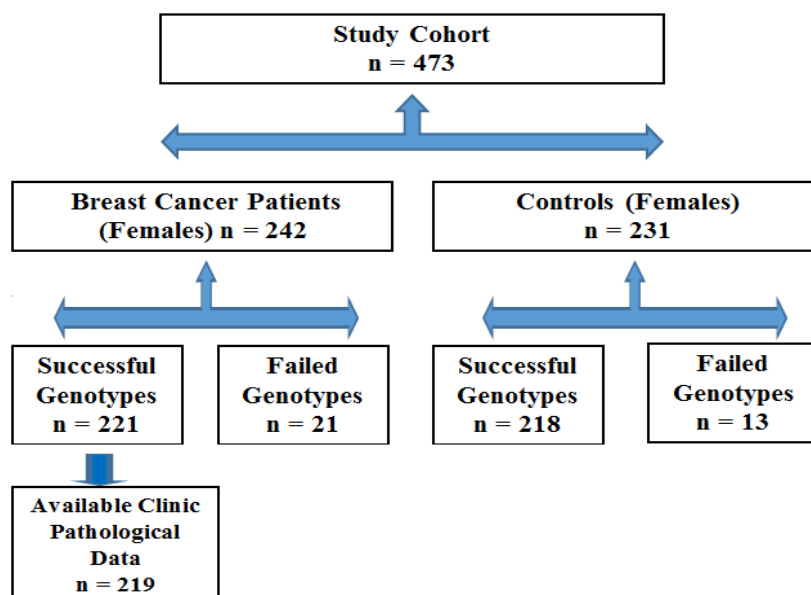 Study Cohort
n = 473
Breast Cancer Patients
(Females) n = 242
Controls (Females)
n = 231
Successful
Genotypes
n = 221
Failed
Genotypes
n = 21
Successful
Genotypes
n = 218
Failed
Genotypes
n = 13
Available Clinic
Pathological
Data
n = 219